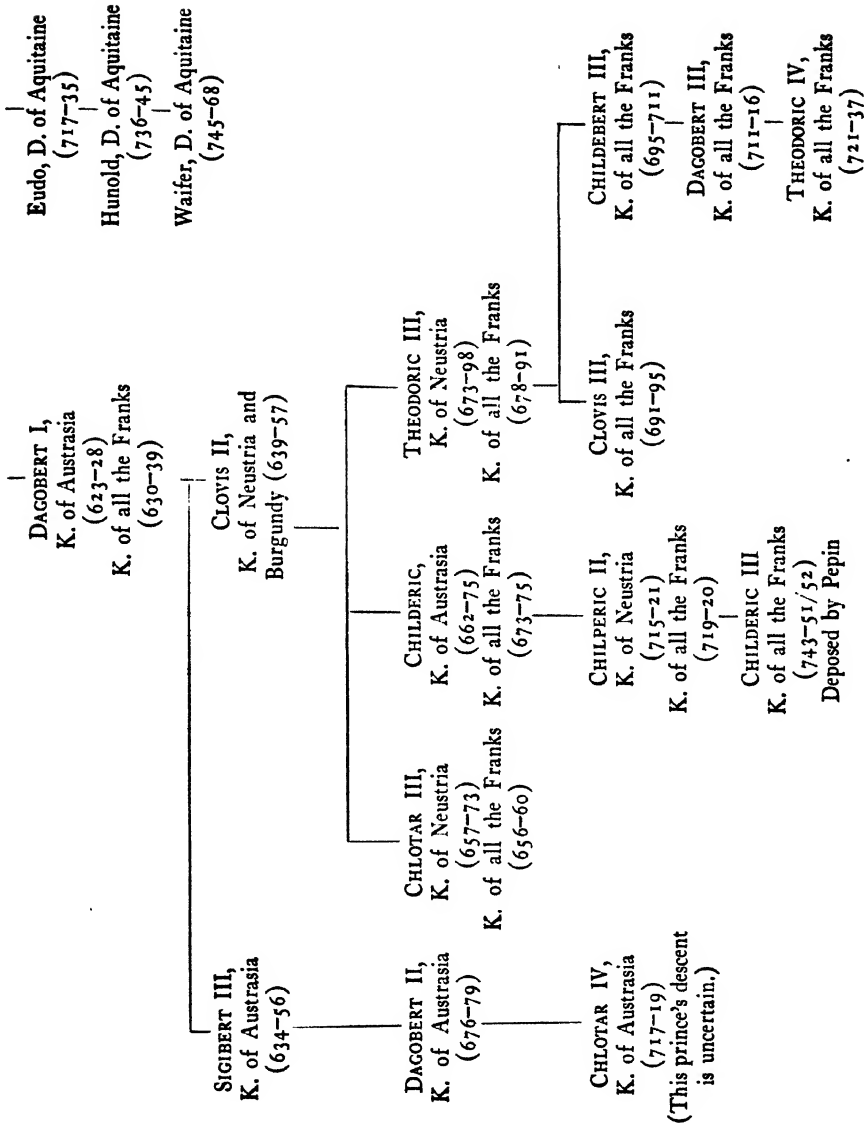 DAGOBERT I,
K. of Austrasia
(623–28)
K. of all the Franks
(630–39)
Eudo, D. of Aquitaine
(717–35)
Hunold, D. of Aquitaine
(736–45)
Waifer, D. of Aquitaine
(745–68)
SIGIBERT III,
K. of Austrasia
(634–56)
CLOVIS II,
K. of Neustria and
Burgundy (639–57)
DAGOBERT II,
K. of Austrasia
(676–79)
CHLOTAR III,
K. of Neustria
(657–73)
K. of all the Franks
(656–60)
CHILDERIC,
K. of Austrasia
(662–75)
K. of all the Franks
(673–75)
THEODORIC III,
K. of Neustria
(673–98)
K. of all the Franks
(678–91)
CHLOTAR IV,
K. of Austrasia
(717–19)
(This prince's descent
is uncertain.)
CHILPERIC II,
K. of Neustria
(715–21)
K. of all the Franks
(719–20)
CLOVIS III,
K. of all the Franks
(691–95)
CHILDEBERT III,
K. of all the Franks
(695–711)
CHILDERIC III
K. of all the Franks
(743–51/52)
Deposed by Pepin
DAGOBERT III,
K. of all the Franks
(711–16)
THEODORIC IV,
K. of all the Franks
(721–37)